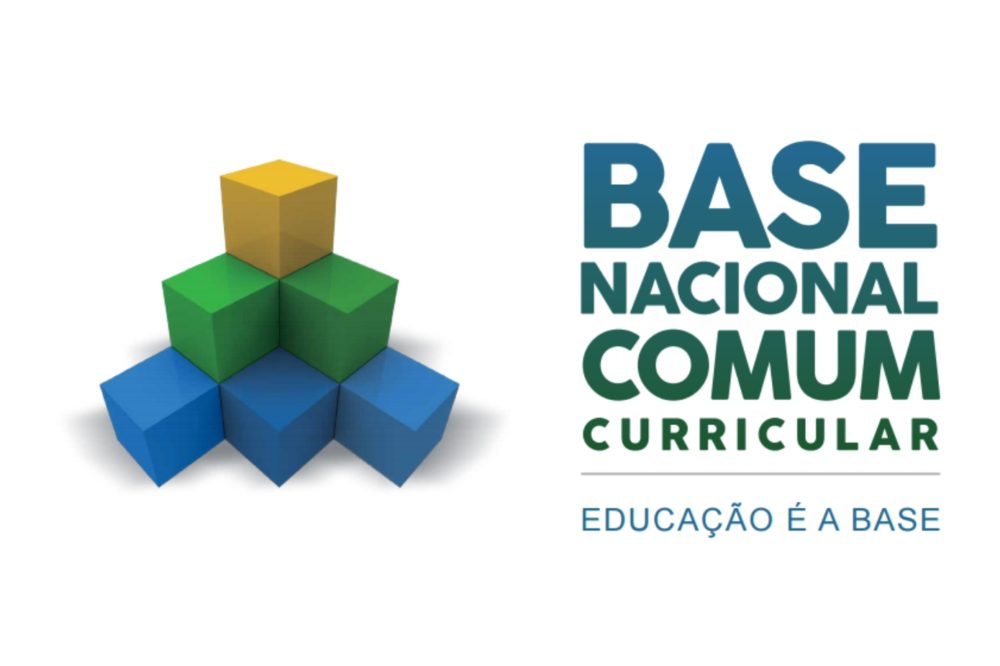 BASE
NACIONAL
COMUM
CURRICULAR
EDUCAÇÃO É A BASE